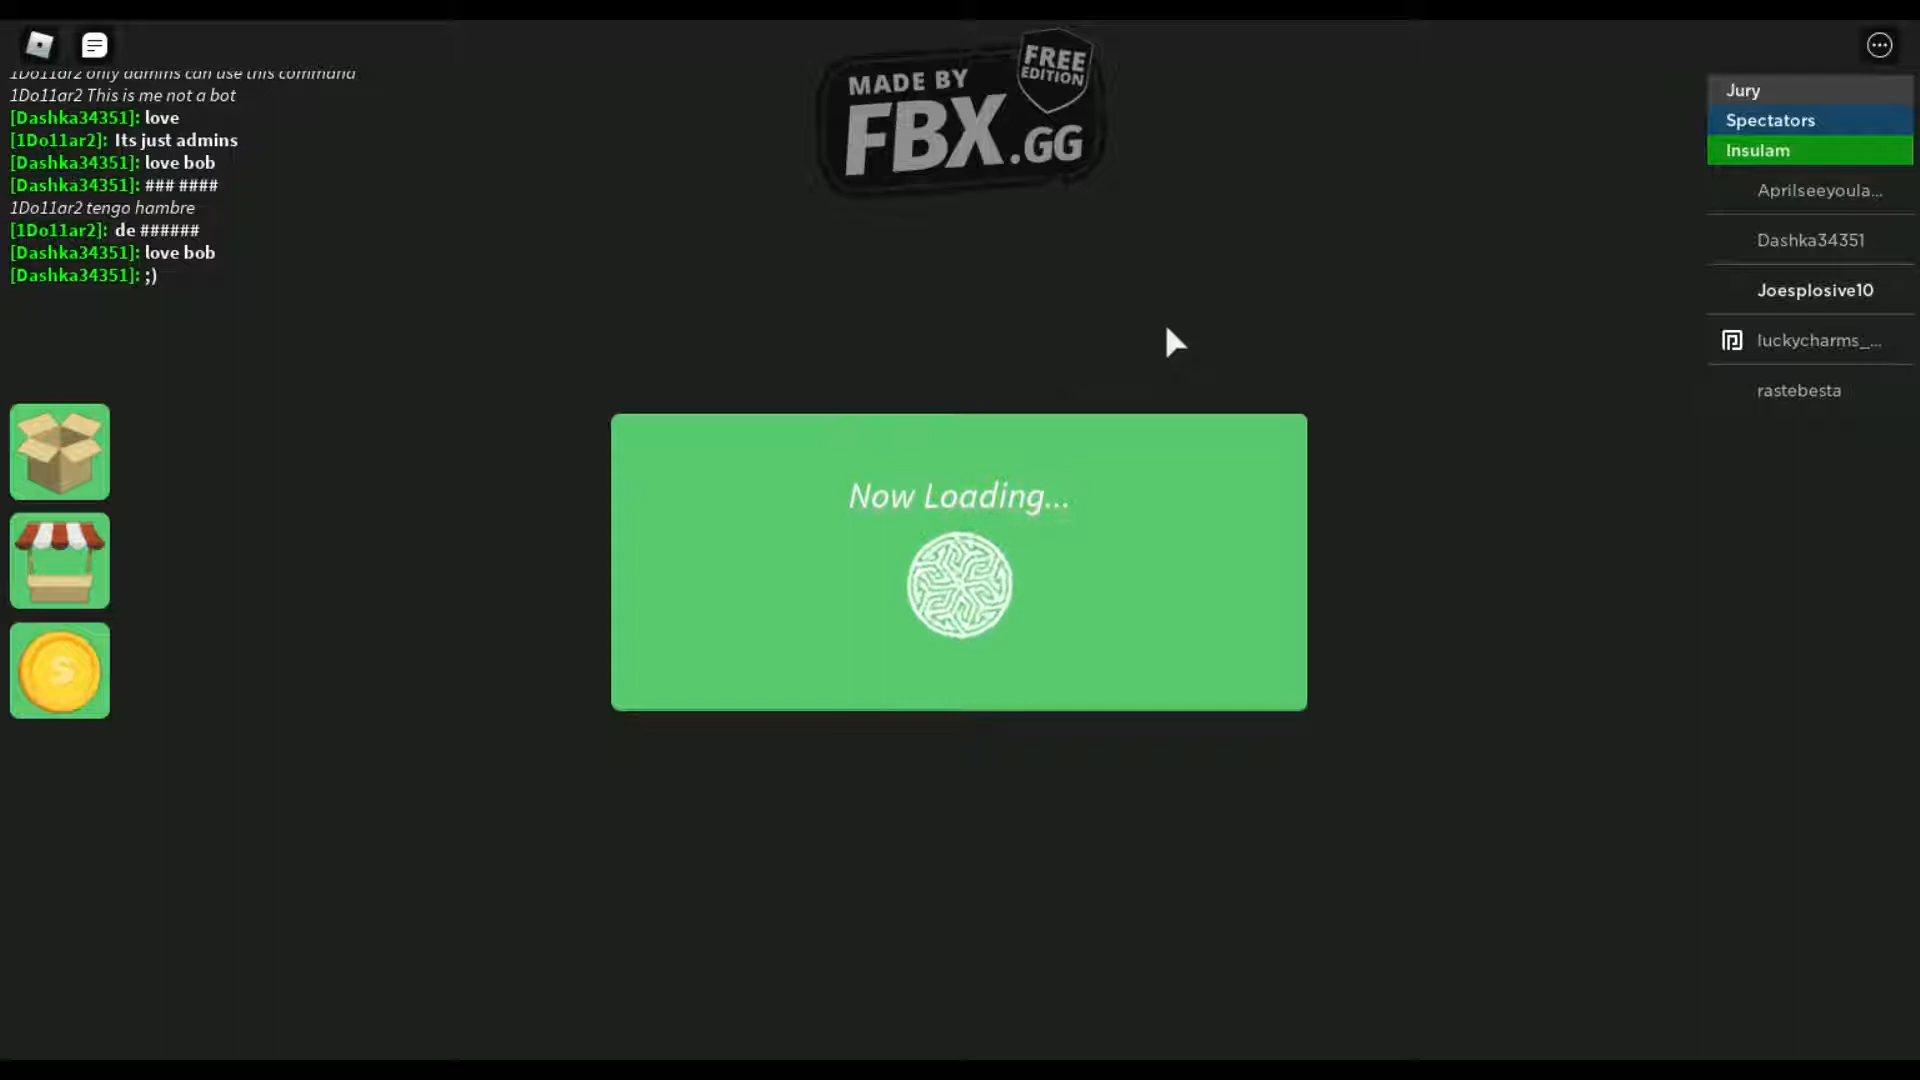 1Do11ar2 only admins can use this command
1Do11ar2 This is me not a bot
[Dashka34351]: love
[1Do11ar2]: Its just admins
[Dashka34351]: love bob
[Dashka34351]: ### ####
1Do11ar2 tengo hambre
[1Do11ar2]: de ######
[Dashka34351]: love bob
[Dashka34351]: ;)
MADE BY
FBX.GG
FREE
EDITION
Jury
Spectators
Insulam
Aprilseeyoula...
Dashka34351
Joesplosive10
luckycharms_...
rastebesta
Now Loading...
S